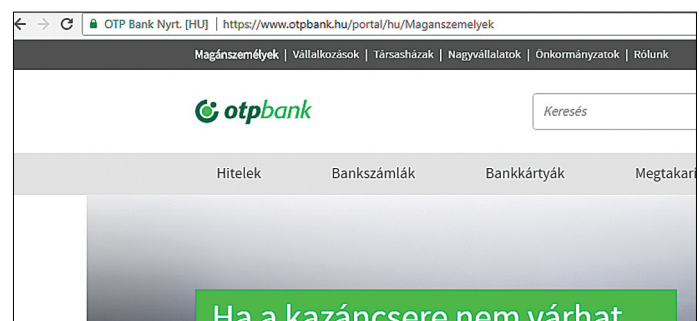 OTP Bank Nyrt. [HU] | https://www.otpbank.hu/portal/hu/Maganszemelyek
Magánszemélyek | Vállalkozások | Társasházak | Nagyvállalatok | Önkormányzatok | Rólunk
otpbank Keresés
Hitelek Bankszámlák Bankkártyák Megtakarí
Ha a kazáncsere nem várhat